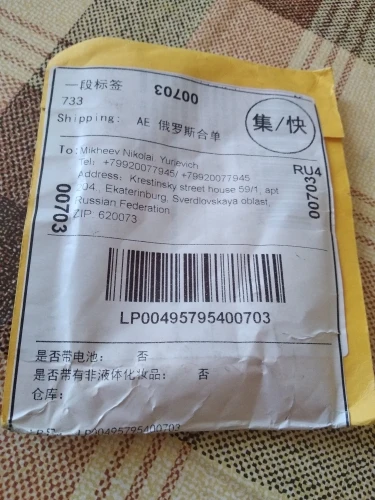 一段标签
00703
733
Shipping: AE 俄罗斯合单
集/快
To: Mikheev Nikolai Yurievich
Tel: +79920077945/ +79920077945
Address: Krestinsky street house 59/1, apt
204 , Ekaterinburg, Sverdlovskaya oblast,
Russian Federation
ZIP: 620073
RU4
00703
00703
LP00495795400703
是否带电池: 否
是否带有非液体化妆品: 否
仓库:
LP00495795400703